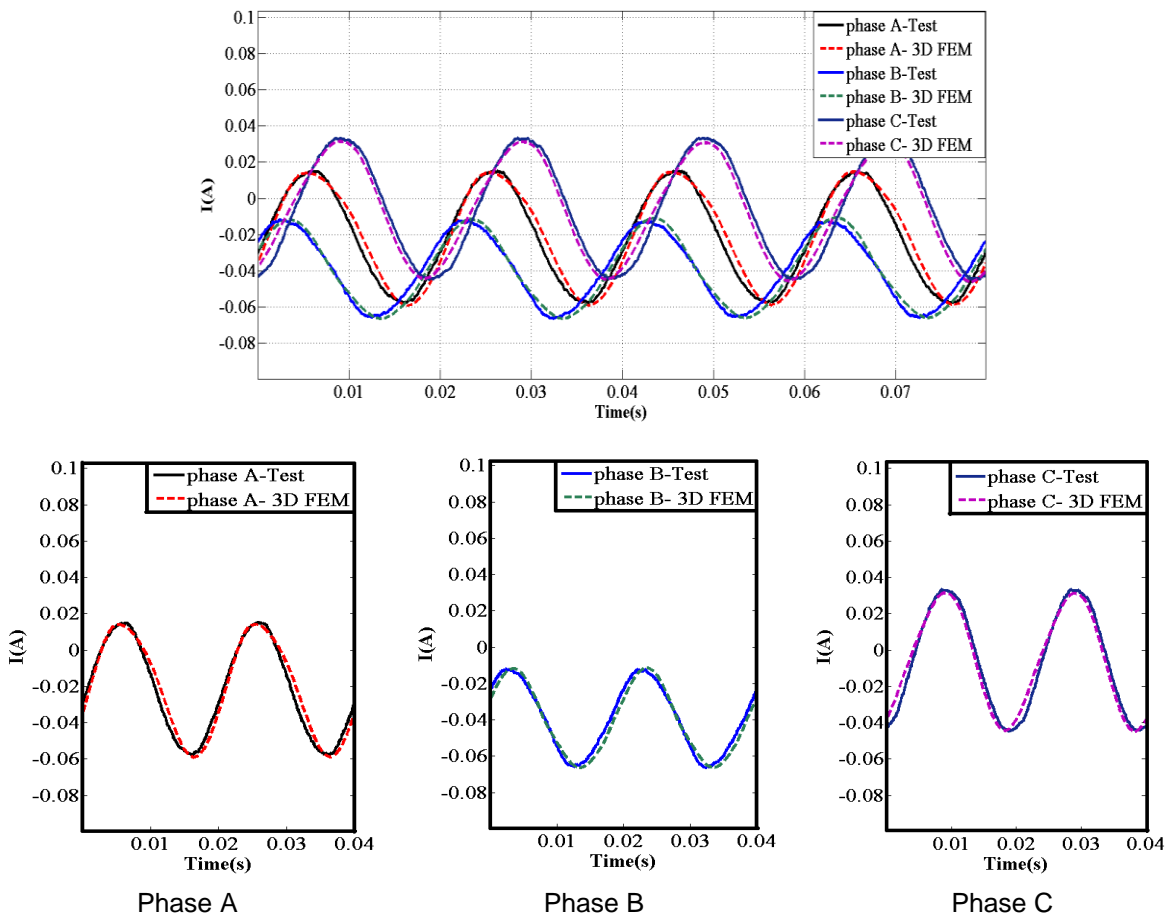 0.1
0.08
0.06
0.04
0.02
0
-0.02
-0.04
-0.06
-0.08
I(A)
0.01
0.02
0.03
0.04
0.05
0.06
0.07
Time(s)
phase A-Test
phase A- 3D FEM
phase B-Test
phase B- 3D FEM
phase C-Test
phase C- 3D FEM
phase A-Test
phase A- 3D FEM
0.1
0.08
0.06
0.04
0.02
0
-0.02
-0.04
-0.06
-0.08
I(A)
0.01
0.02
0.03
0.04
Time(s)
Phase A
phase B-Test
phase B- 3D FEM
0.1
0.08
0.06
0.04
0.02
0
-0.02
-0.04
-0.06
-0.08
I(A)
0.01
0.02
0.03
0.04
Time(s)
Phase B
phase C-Test
phase C- 3D FEM
0.1
0.08
0.06
0.04
0.02
0
-0.02
-0.04
-0.06
-0.08
I(A)
0.01
0.02
0.03
0.04
Time(s)
Phase C